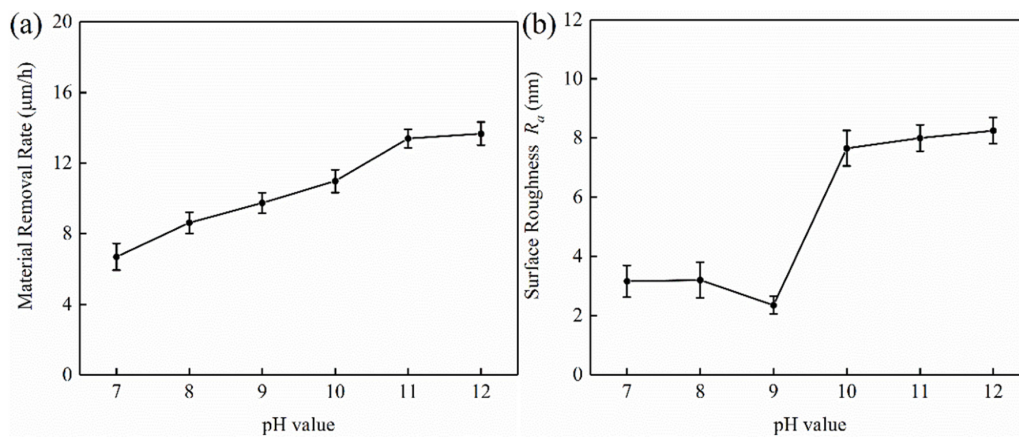 (a)
Material Removal Rate (μm/h)
20
16
12
8
4
0
7 8 9 10 11 12
pH value
(b)
Surface Roughness Ra (nm)
12
10
8
6
4
2
0
7 8 9 10 11 12
pH value